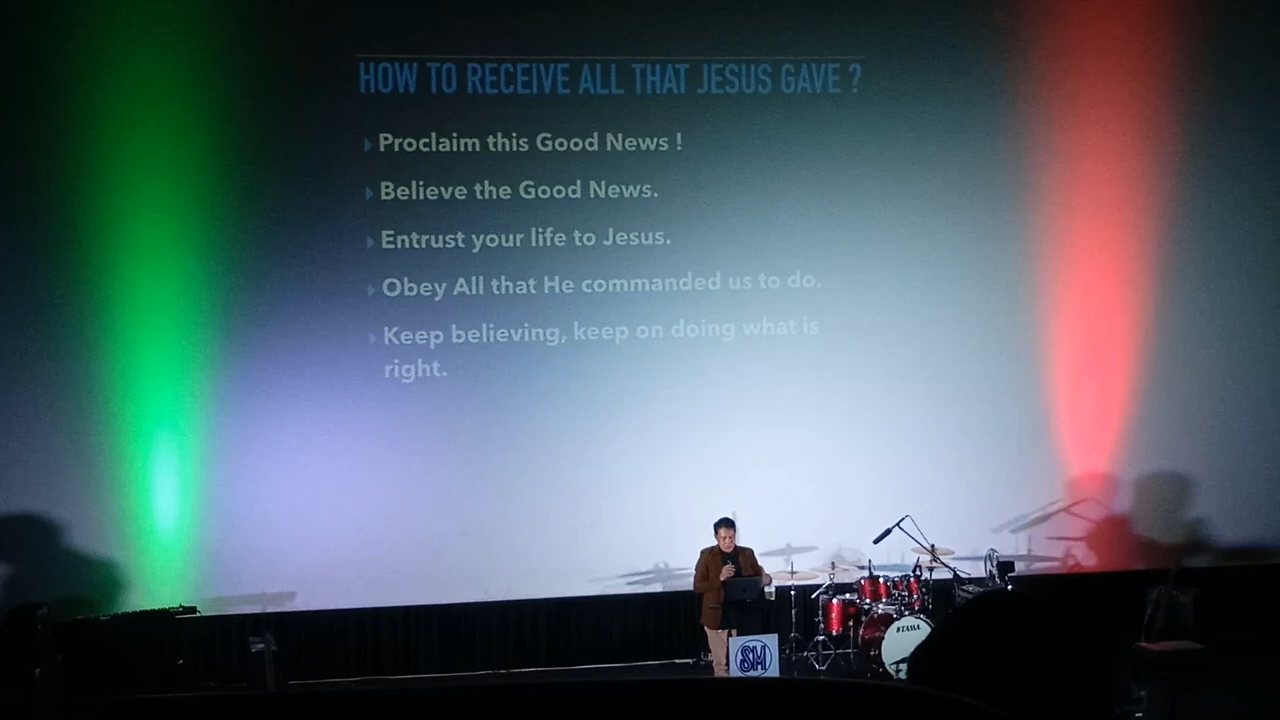 HOW TO RECEIVE ALL THAT JESUS GAVE ?
Proclaim this Good News !
Believe the Good News.
Entrust your life to Jesus.
Obey All that He commanded us to do.
Keep believing, keep on doing what is
right.
TAMA
SM